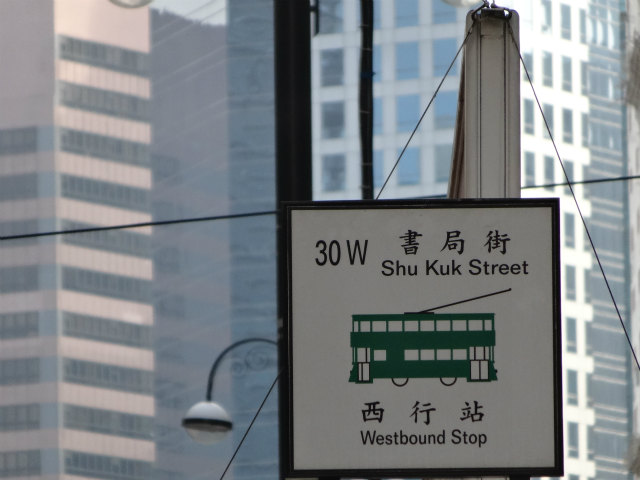 30W 書局街
Shu Kuk Street
西行站
Westbound Stop